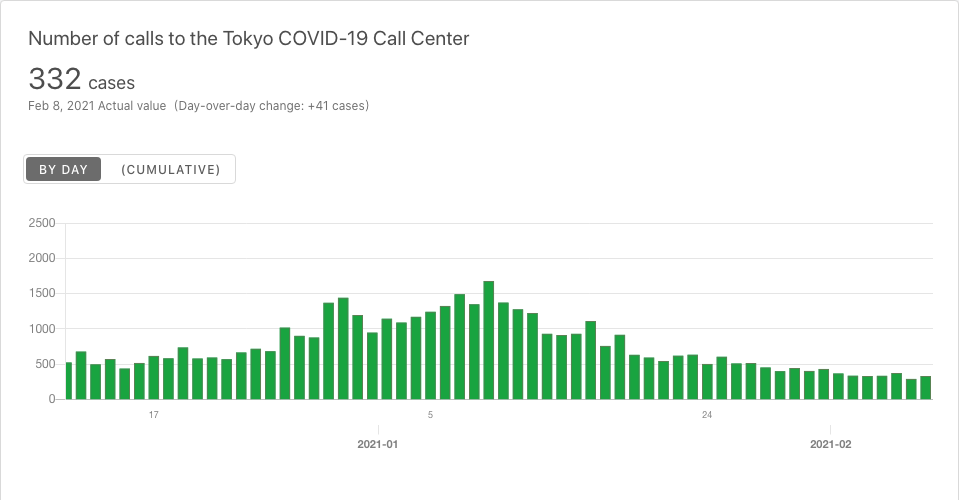 Number of calls to the Tokyo COVID-19 Call Center
332 cases
Feb 8, 2021 Actual value (Day-over-day change: +41 cases)
BY DAY (CUMULATIVE)
2500
2000
1500
1000
500
0
17 5 24
2021-01 2021-02